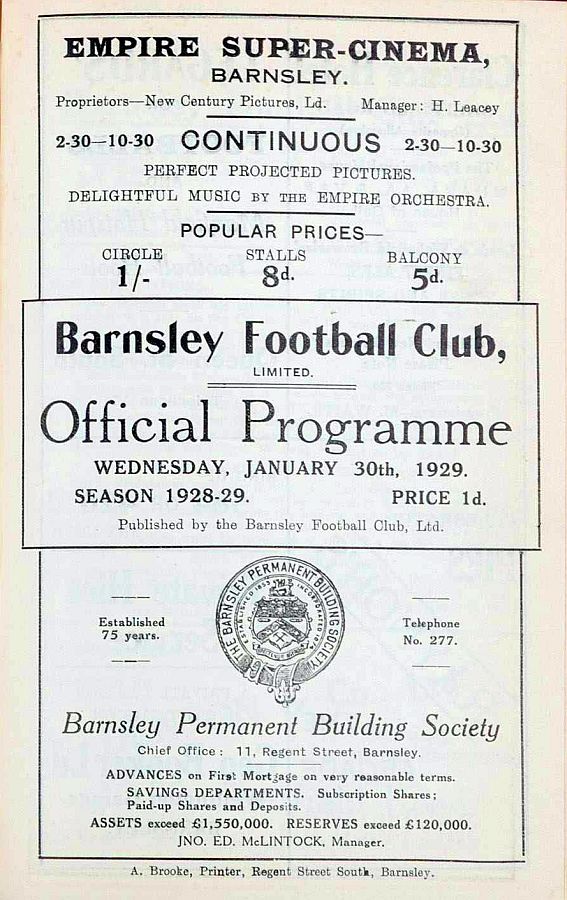 EMPIRE SUPER-CINEMA,
BARNSLEY.
Proprietors—New Century Pictures, Ld. Manager: H. Leacey
2-30—10-30 CONTINUOUS 2-30—10-30
PERFECT PROJECTED PICTURES.
DELIGHTFUL MUSIC BY THE EMPIRE ORCHESTRA.
POPULAR PRICES—
CIRCLE STALLS BALCONY
1/- 8d. 5d.
Barnsley Football Club,
LIMITED.
Official Programme
WEDNESDAY, JANUARY 30th, 1929.
SEASON 1928-29. PRICE 1d.
Published by the Barnsley Football Club, Ltd.
THE BARNSLEY PERMANENT BUILDING SOCIETY
ESTABLISHED 1853 INCORPORATED 1874
Established
75 years.
Telephone
No. 277.
Barnsley Permanent Building Society
Chief Office: 11, Regent Street, Barnsley.
ADVANCES on First Mortgage on very reasonable terms.
SAVINGS DEPARTMENTS. Subscription Shares;
Paid-up Shares and Deposits.
ASSETS exceed £1,550,000. RESERVES exceed £120,000.
JNO. ED. McLINTOCK, Manager.
A. Brooke, Printer, Regent Street South, Barnsley.